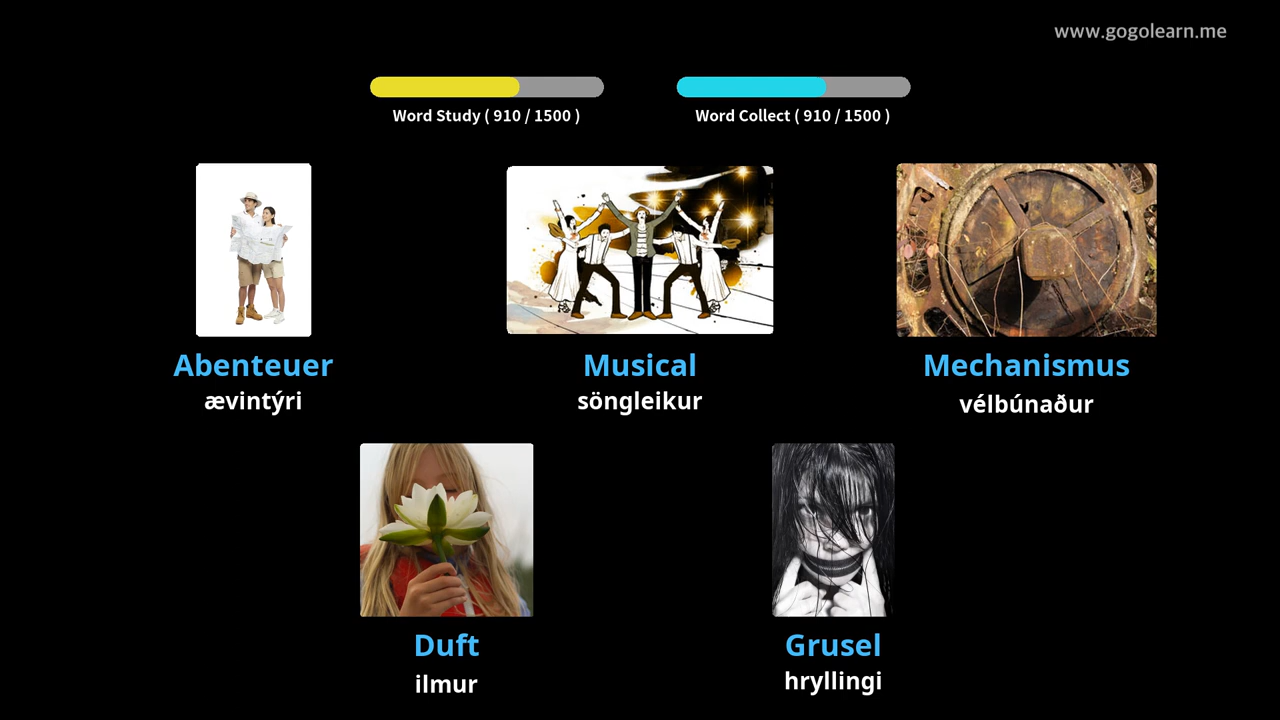 www.gogolearn.me
Word Study ( 910 / 1500 )
Word Collect ( 910 / 1500 )
Abenteuer
ævintýri
Musical
söngleikur
Mechanismus
vélbúnaður
Duft
ilmur
Grusel
hryllingi